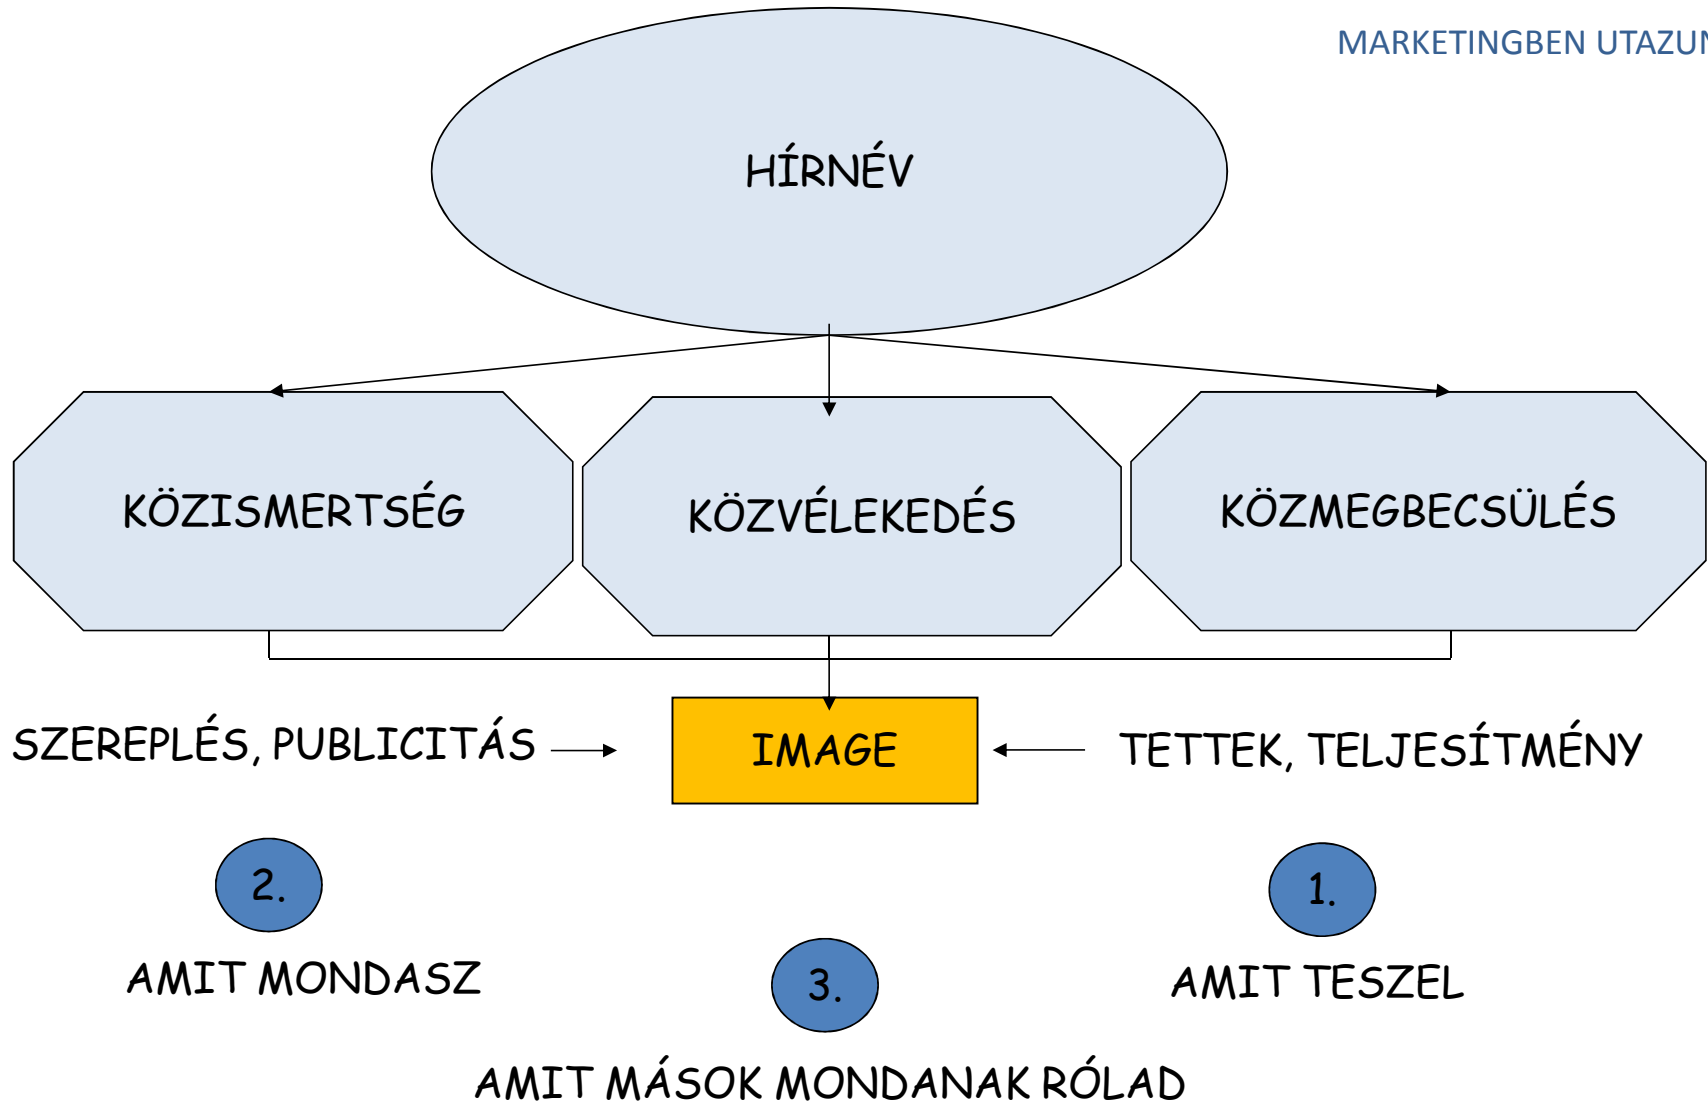 MARKETINGBEN
HÍRNÉV
KÖZISMERTSÉG
KÖZVÉLEKEDÉS
KÖZMEGBECSÜLÉS
SZEREPLÉS, PUBLICITÁS
IMAGE
TETTEK, TELJESÍTMÉNY
2.
1.
AMIT MONDASZ
AMIT TESZEL
3.
AMIT MÁSOK MONDANAK RÓLAD